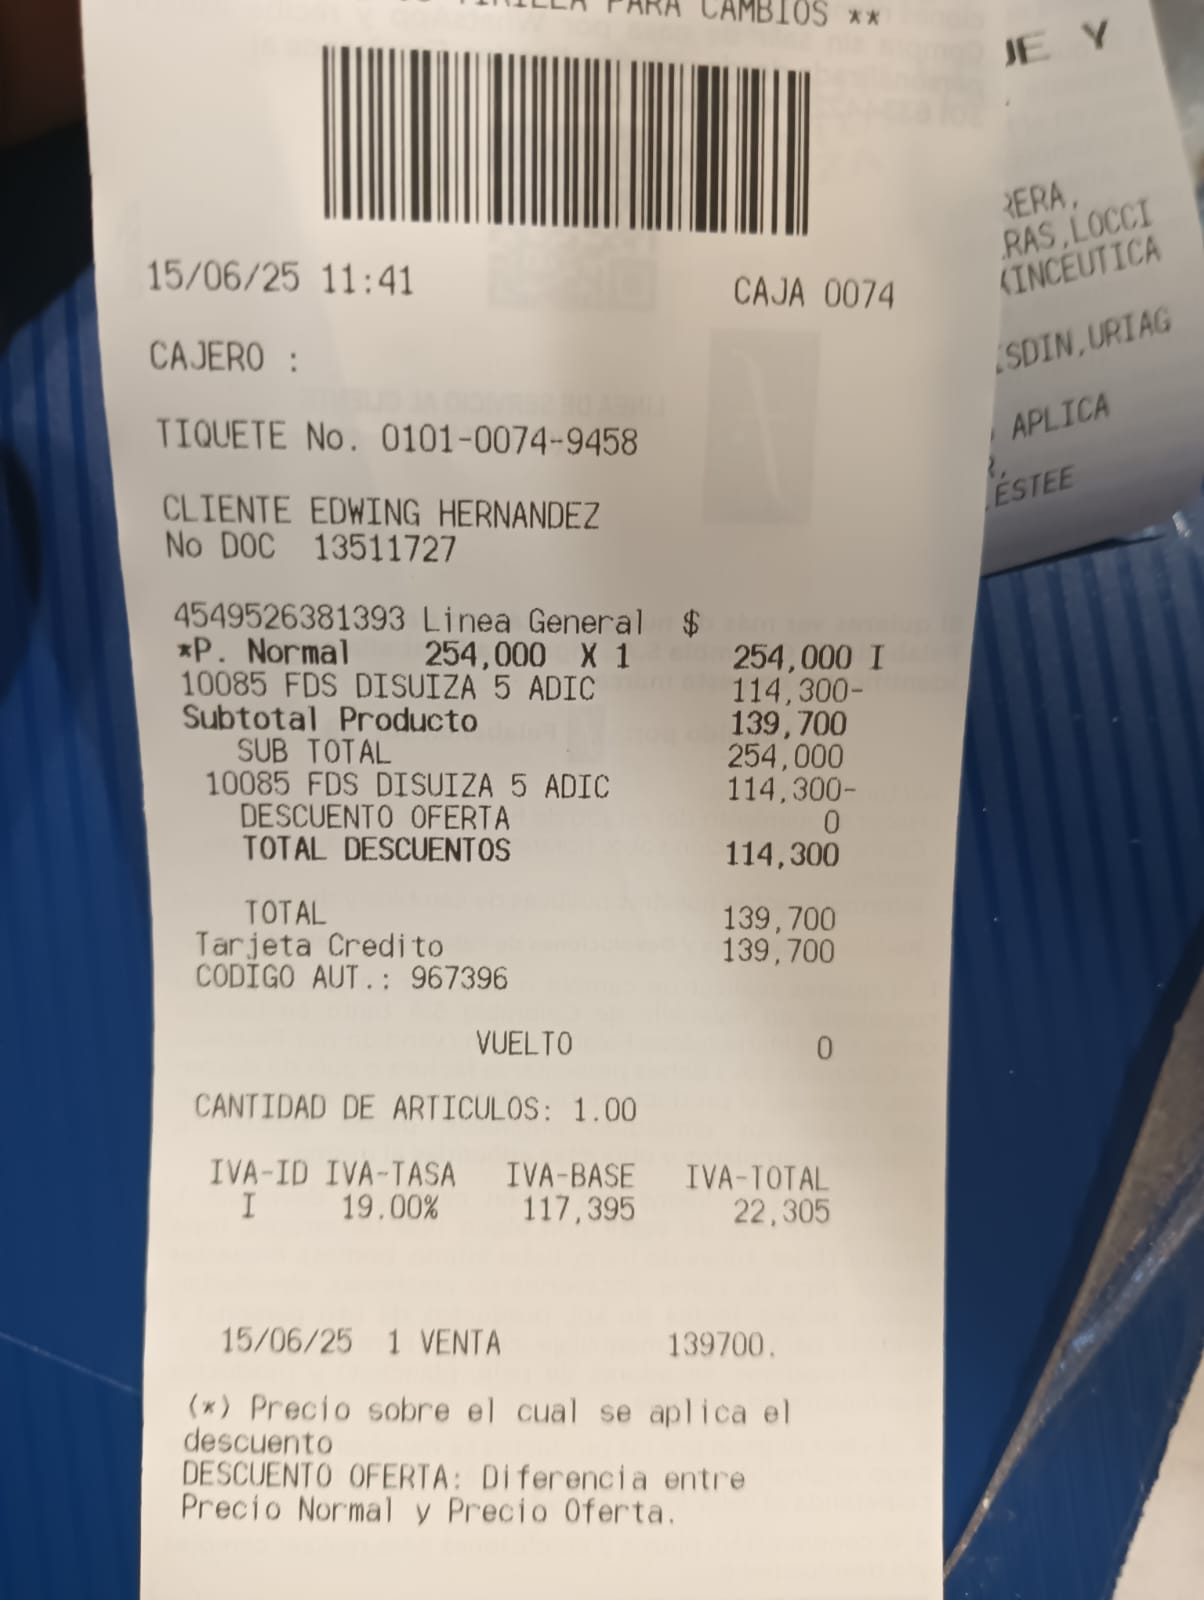 PARA CAMBIOS **
15/06/25 11:41 CAJA 0074
CAJERO :
TIQUETE No. 0101-0074-9458
CLIENTE EDWING HERNANDEZ
No DOC 13511727
4549526381393 Linea General $
*P. Normal 254,000 X 1 254,000 I
10085 FDS DISUIZA 5 ADIC 114,300-
Subtotal Producto 139,700
SUB TOTAL 254,000
10085 FDS DISUIZA 5 ADIC 114,300-
DESCUENTO OFERTA 0
TOTAL DESCUENTOS 114,300
TOTAL 139,700
Tarjeta Credito 139,700
CODIGO AUT.: 967396
VUELTO 0
CANTIDAD DE ARTICULOS: 1.00
IVA-ID IVA-TASA IVA-BASE IVA-TOTAL
I 19.00% 117,395 22,305
15/06/25 1 VENTA 139700.
(*) Precio sobre el cual se aplica el
descuento
DESCUENTO OFERTA: Diferencia entre
Precio Normal y Precio Oferta.
JE Y
RERA,
RAS,LOCCI
KINCEUTICA
SDIN,URIAG
APLICA
ESTEE